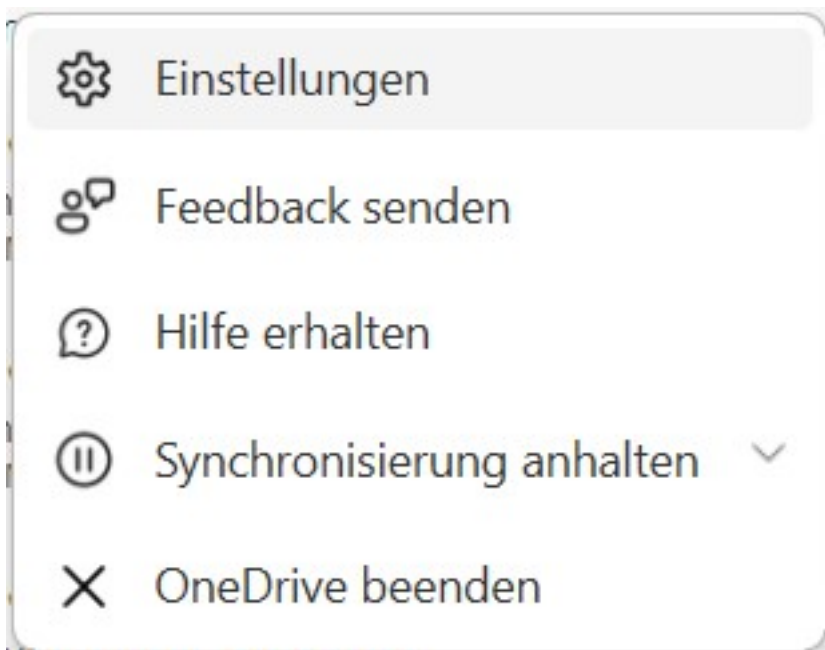 Einstellungen
Feedback senden
Hilfe erhalten
Synchronisierung anhalten
OneDrive beenden